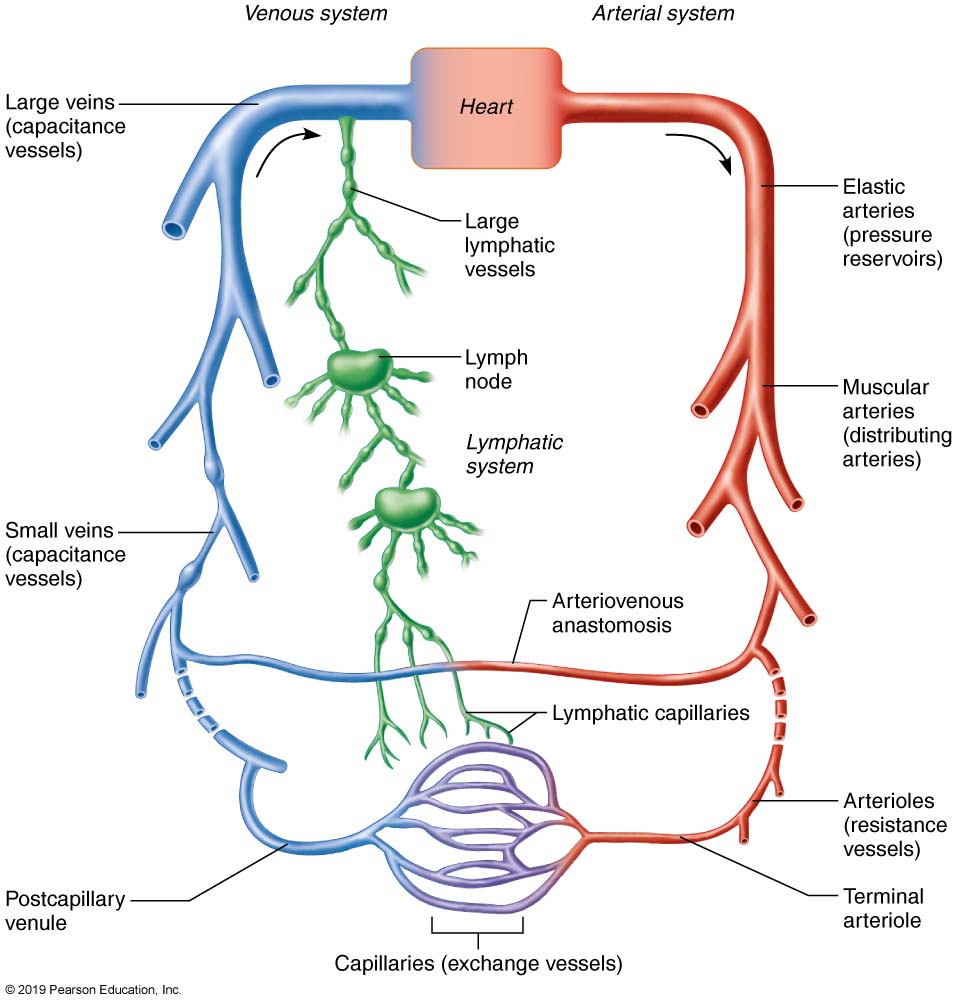 Venous system
Arterial system
Heart
Large veins
(capacitance
vessels)
Elastic
arteries
(pressure
reservoirs)
Large
lymphatic
vessels
Lymph
node
Muscular
arteries
(distributing
arteries)
Lymphatic
system
Small veins
(capacitance
vessels)
Arteriovenous
anastomosis
Lymphatic capillaries
Arterioles
(resistance
vessels)
Postcapillary
venule
Terminal
arteriole
Capillaries (exchange vessels)
© 2019 Pearson Education, Inc.